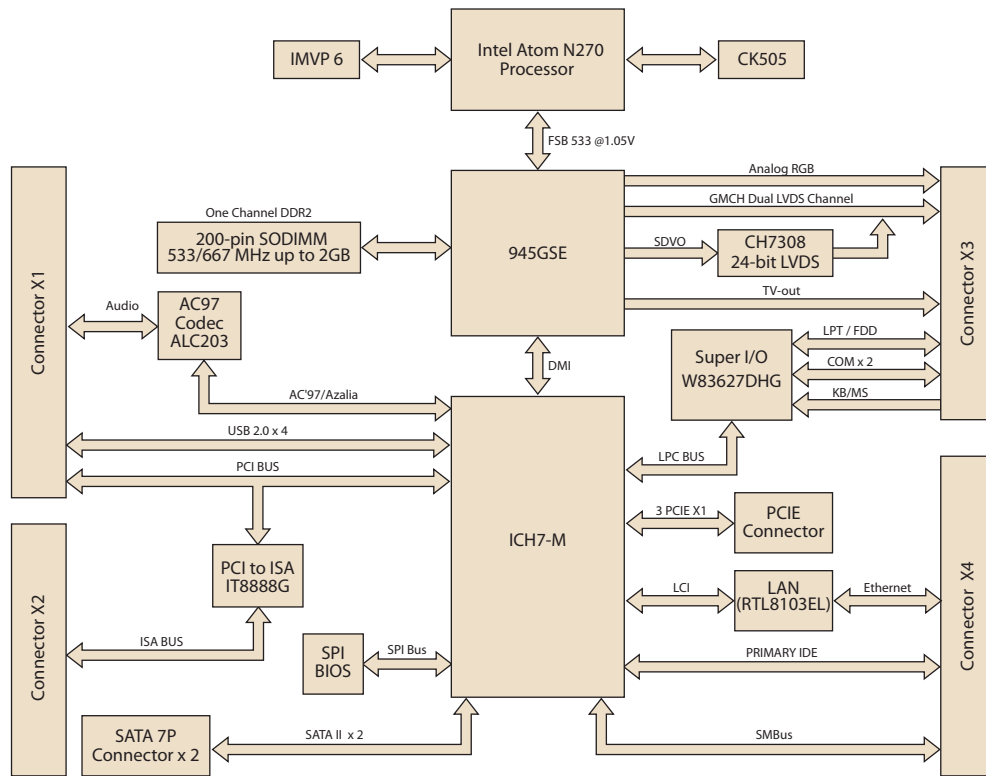 IMVP 6
Intel Atom N270
Processor
CK505
FSB 533 @1.05V
Connector X1
One Channel DDR2
200-pin SODIMM
533/667 MHz up to 2GB
945GSE
Analog RGB
GMCH Dual LVDS Channel
SDVO
CH7308
24-bit LVDS
TV-out
Connector X3
Audio
AC97
Codec
ALC203
DMI
Super I/O
W83627DHG
LPT / FDD
COM x 2
KB/MS
AC'97/Azalia
USB 2.0 x 4
PCI BUS
LPC BUS
ICH7-M
3 PCIE X1
PCIE
Connector
Connector X2
PCI to ISA
IT8888G
ISA BUS
LCI
LAN
(RTL8103EL)
Ethernet
Connector X4
SPI
BIOS
SPI Bus
PRIMARY IDE
SATA 7P
Connector x 2
SATA II x 2
SMBus